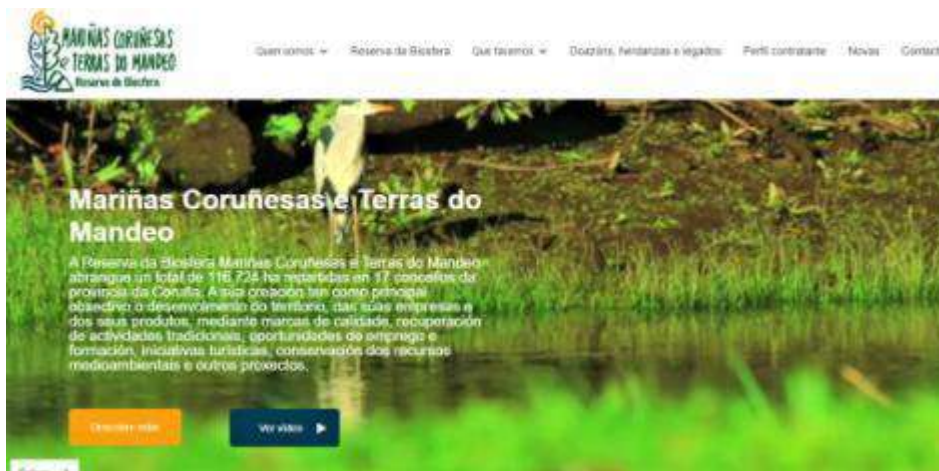 MARIÑAS CORUÑESAS
e TERRAS DO MANDEO
Reserva da Biosfera
Quen somos
Reserva da Biosfera
Que facemos
Doazóns, herdanzas e legados
Perfil contratante
Novas
Contact
Mariñas Coruñesas e Terras do
Mandeo
A Reserva da Biosfera Mariñas Coruñesas e Terras do Mandeo
abrangue un total de 116.724 ha repartidas en 17 concellos da
provincia da Coruña. A súa creación ten como principal
obxectivo o desenvolvemento do territorio, das súas empresas e
dos seus produtos, mediante marcas de calidade, recuperación
de actividades tradicionais, oportunidades de emprego e
formación, iniciativas turísticas, conservación dos recursos
medioambientais e outros proxectos.
Descubre máis
Ver vídeo